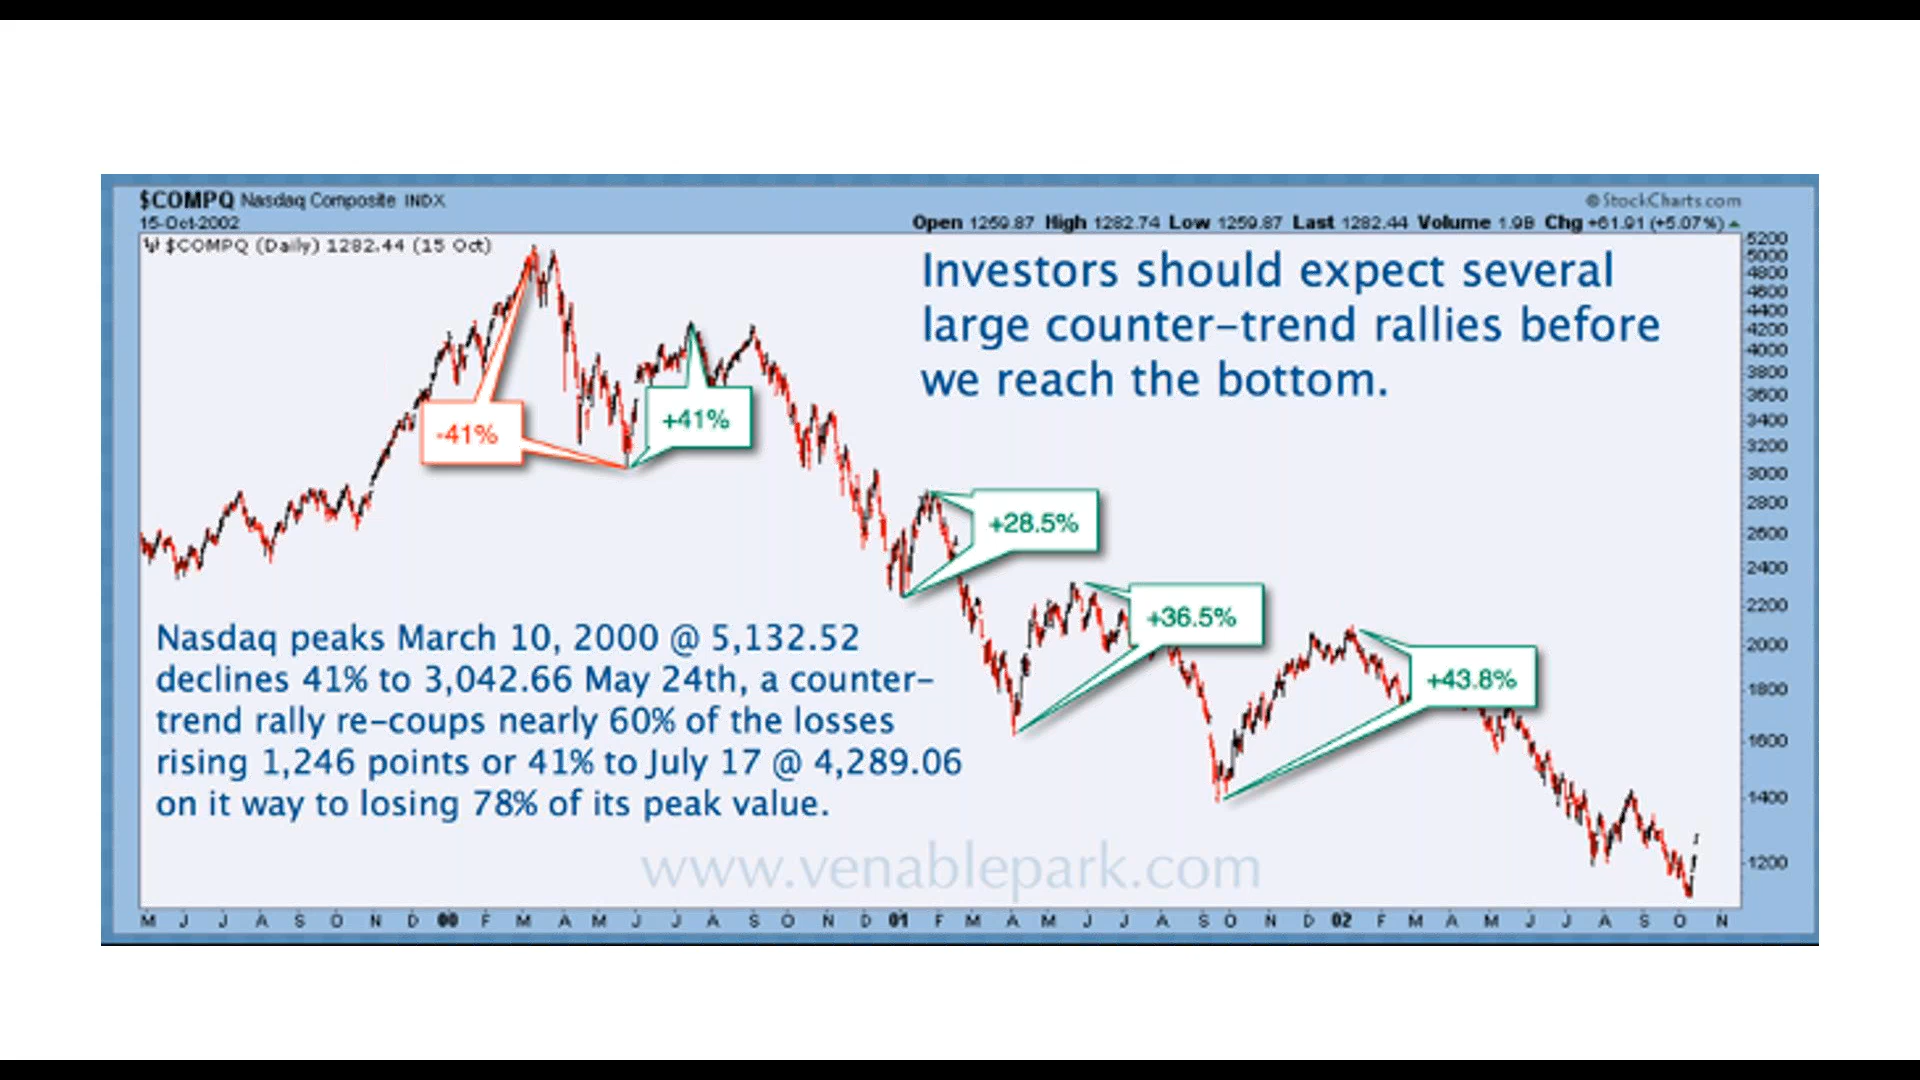 $COMPQ Nasdaq Composite INDX
©StockCharts.com
15-Oct-2002
Open 1259.87 High 1282.74 Low 1259.87 Last 1282.44 Volume 1.9B Chg +61.91 (+5.07%)
$COMPQ (Daily) 1282.44 (15 Oct)
Investors should expect several
large counter-trend rallies before
we reach the bottom.
-41%
+41%
+28.5%
+36.5%
+43.8%
Nasdaq peaks March 10, 2000 @ 5,132.52
declines 41% to 3,042.66 May 24th, a counter-
trend rally re-coups nearly 60% of the losses
rising 1,246 points or 41% to July 17 @ 4,289.06
on it way to losing 78% of its peak value.
www.venablepark.com
5200
5000
4800
4600
4400
4200
4000
3800
3600
3400
3200
3000
2800
2600
2400
2200
2000
1800
1600
1400
1200
M J J A S O N D 00 F M A M J J A S O N D 01 F M A M J J A S O N D 02 F M A M J J A S O N